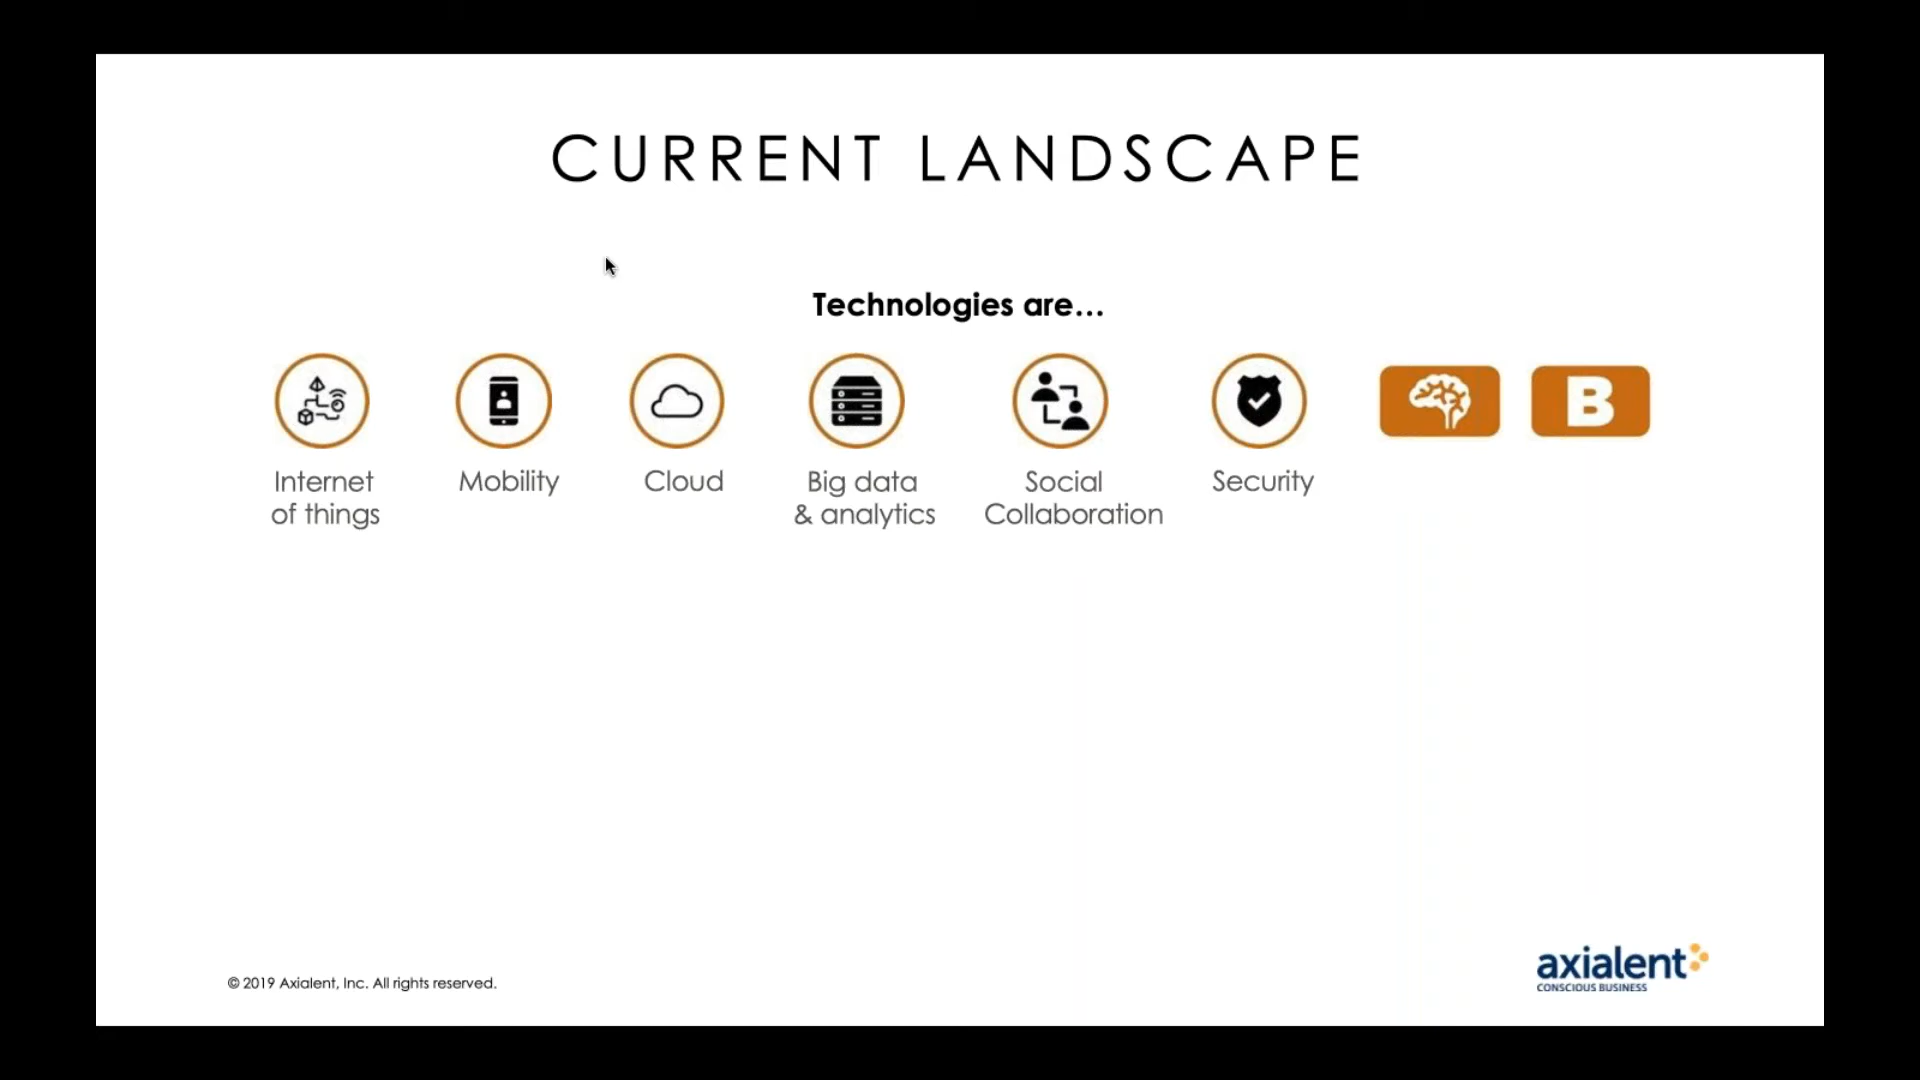 CURRENT LANDSCAPE
Technologies are...
Internet
of things
Mobility
Cloud
Big data
& analytics
Social
Collaboration
Security
B
© 2019 Axialent, Inc. All rights reserved.
axialent
CONSCIOUS BUSINESS